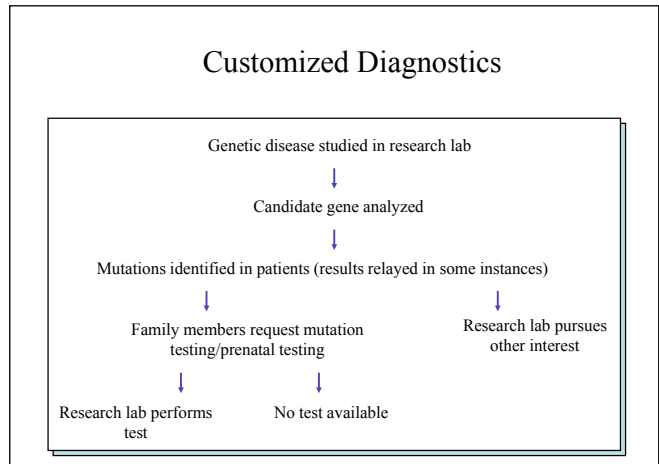 Customized Diagnostics
Genetic disease studied in research lab
Candidate gene analyzed
Mutations identified in patients (results relayed in some instances)
Family members request mutation
testing/prenatal testing
Research lab pursues
other interest
Research lab performs
test
No test available